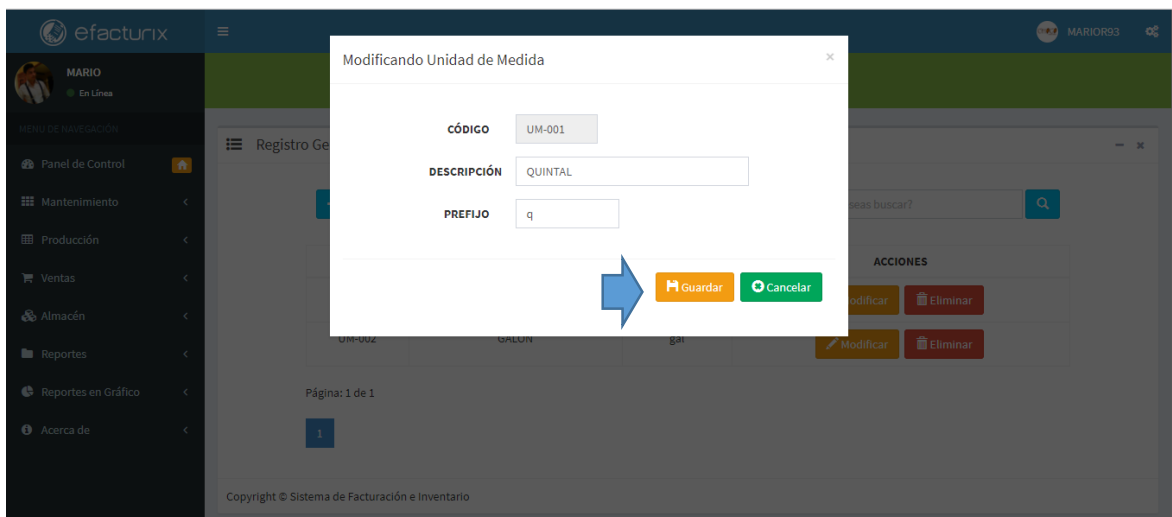 efacturix
MARIOR93
MARIO
En Línea
MENÚ DE NAVEGACIÓN
Panel de Control
Mantenimiento
Producción
Ventas
Almacén
Reportes
Reportes en Gráfico
Acerca de
Modificando Unidad de Medida
×
CÓDIGO UM-001
DESCRIPCIÓN QUINTAL
PREFIJO q
Guardar Cancelar
Registro Ge
seas buscar?
ACCIONES
odificar Eliminar
UM-002 GALON gal Modificar Eliminar
Página: 1 de 1
1
Copyright © Sistema de Facturación e Inventario